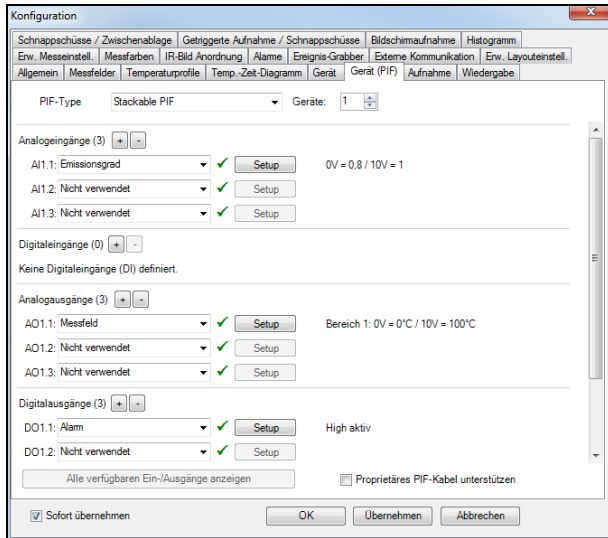 Konfiguration
Schnappschüsse / Zwischenablage Getriggerte Aufnahme / Schnappschüsse Bildschirmaufnahme Histogramm
Erw. Messeinstell. Messfarben IR-Bild Anordnung Alarme Ereignis-Grabber Externe Kommunikation Erw. Layouteinstell.
Allgemein Messfelder Temperaturprofile Temp.-Zeit-Diagramm Gerät Gerät (PIF) Aufnahme Wiedergabe
PIF-Type Stackable PIF Geräte: 1
Analogeingänge (3) + -
AI1.1: Emissionsgrad Setup 0V = 0,8 / 10V = 1
AI1.2: Nicht verwendet Setup
AI1.3: Nicht verwendet Setup
Digitaleingänge (0) + -
Keine Digitaleingänge (DI) definiert.
Analogausgänge (3) + -
AO1.1: Messfeld Setup Bereich 1: 0V = 0°C / 10V = 100°C
AO1.2: Nicht verwendet Setup
AO1.3: Nicht verwendet Setup
Digitalausgänge (3) + -
DO1.1: Alarm Setup High aktiv
DO1.2: Nicht verwendet Setup
Alle verfügbaren Ein-/Ausgänge anzeigen Proprietäres PIF-Kabel unterstützen
Sofort übernehmen OK Übernehmen Abbrechen